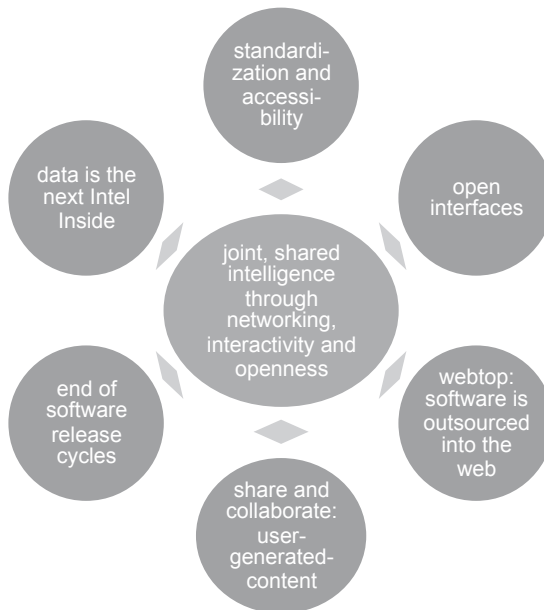 standardi-
zation and
accessi-
bility
data is the
next Intel
Inside
open
interfaces
joint, shared
intelligence
through
networking,
interactivity and
openness
end of
software
release
cycles
webtop:
software is
outsourced
into the
web
share and
collaborate:
user-
generated-
content